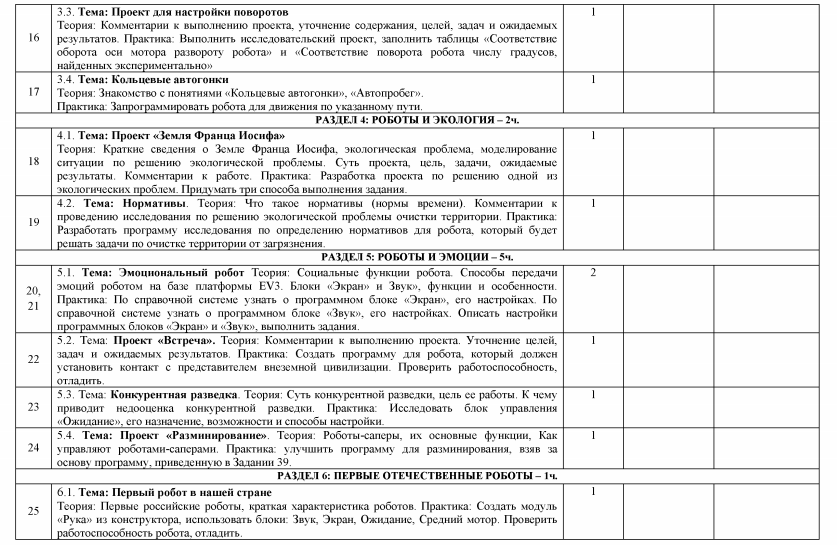 16
3.3. Тема: Проект для настройки поворотов
Теория: Комментарии к выполнению проекта, уточнение содержания, целей, задач и ожидаемых
результатов. Практика: Выполнить исследовательский проект, заполнить таблицы «Соответствие
оборота оси мотора развороту робота» и «Соответствие поворота робота числу градусов,
найденных экспериментально»
1
17
3.4. Тема: Кольцевые автогонки
Теория: Знакомство с понятиями «Кольцевые автогонки», «Автопробег».
Практика: Запрограммировать робота для движения по указанному пути.
1
РАЗДЕЛ 4: РОБОТЫ И ЭКОЛОГИЯ – 2ч.
18
4.1. Тема: Проект «Земля Франца Иосифа»
Теория: Краткие сведения о Земле Франца Иосифа, экологическая проблема, моделирование
ситуации по решению экологической проблемы. Суть проекта, цель, задачи, ожидаемые
результаты. Комментарии к работе. Практика: Разработка проекта по решению одной из
экологических проблем. Придумать три способа выполнения задания.
1
19
4.2. Тема: Нормативы. Теория: Что такое нормативы (нормы времени). Комментарии к
проведению исследования по решению экологической проблемы очистки территории. Практика:
Разработать программу исследования по определению нормативов для робота, который будет
решать задачи по очистке территории от загрязнения.
1
РАЗДЕЛ 5: РОБОТЫ И ЭМОЦИИ – 5ч.
20,
21
5.1. Тема: Эмоциональный робот Теория: Социальные функции робота. Способы передачи
эмоций роботом на базе платформы EV3. Блоки «Экран» и Звук», функции и особенности.
Практика: По справочной системе узнать о программном блоке «Экран», его настройках. По
справочной системе узнать о программном блоке «Звук», его настройках. Описать настройки
программных блоков «Экран» и «Звук», выполнить задания.
2
22
5.2. Тема: Проект «Встреча». Теория: Комментарии к выполнению проекта. Уточнение целей,
задач и ожидаемых результатов. Практика: Создать программу для робота, который должен
установить контакт с представителем внеземной цивилизации. Проверить работоспособность,
отладить.
1
23
5.3. Тема: Конкурентная разведка. Теория: Суть конкурентной разведки, цель ее работы. К чему
приводит недооценка конкурентной разведки. Практика: Исследовать блок управления
«Ожидание», его назначение, возможности и способы настройки.
1
24
5.4. Тема: Проект «Разминирование». Теория: Роботы-саперы, их основные функции, Как
управляют роботами-саперами. Практика: улучшить программу для разминирования, взяв за
основу программу, приведенную в Задании 39.
1
РАЗДЕЛ 6: ПЕРВЫЕ ОТЕЧЕСТВЕННЫЕ РОБОТЫ – 1ч.
25
6.1. Тема: Первый робот в нашей стране
Теория: Первые российские роботы, краткая характеристика роботов. Практика: Создать модуль
«Рука» из конструктора, использовать блоки: Звук, Экран, Ожидание, Средний мотор. Проверить
работоспособность робота, отладить.
1